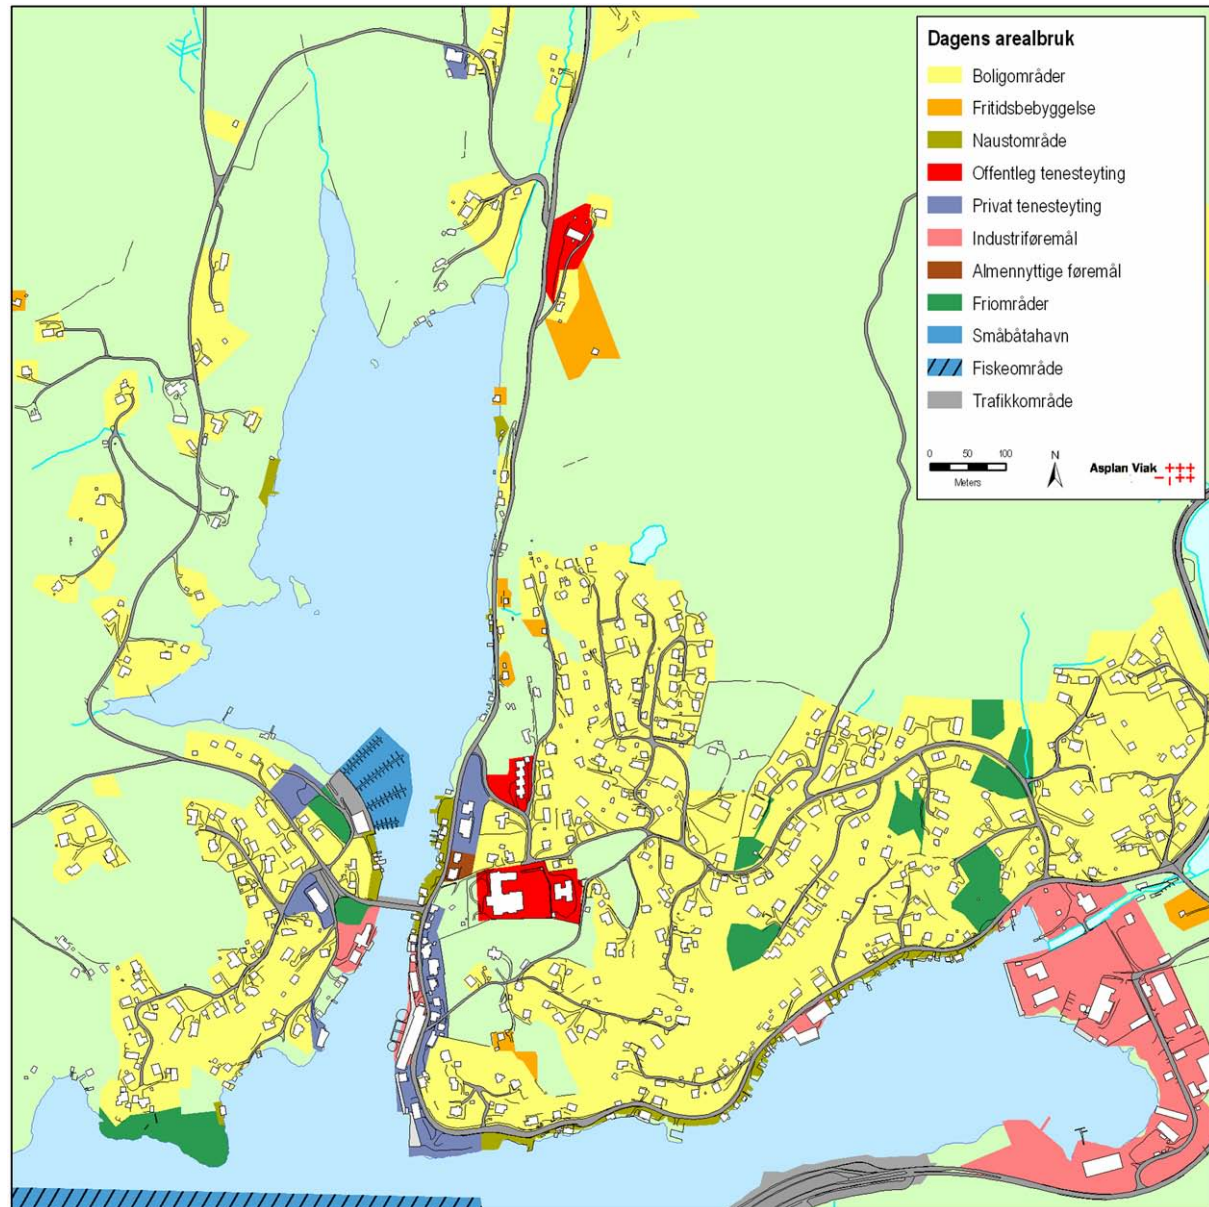 Dagens arealbruk
Boligområder
Fritidsbebyggelse
Naustområde
Offentleg tenesteyting
Privat tenesteyting
Industriføremål
Almennyttige føremål
Friområder
Småbåtahavn
Fiskeområde
Trafikkområde
0 50 100
Meters
N
Asplan Viak